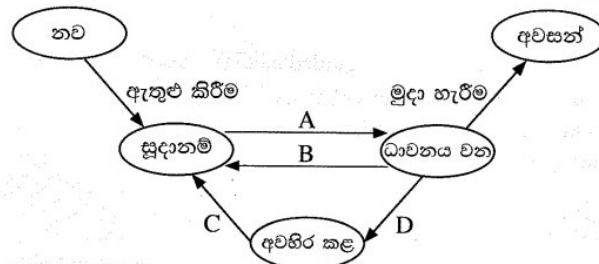 නව
අවසන්
ඇතුළු කිරීම
මුදා හැරීම
A
සූදානම්
ධාවනය වන
B
C
D
අවහිර කළ